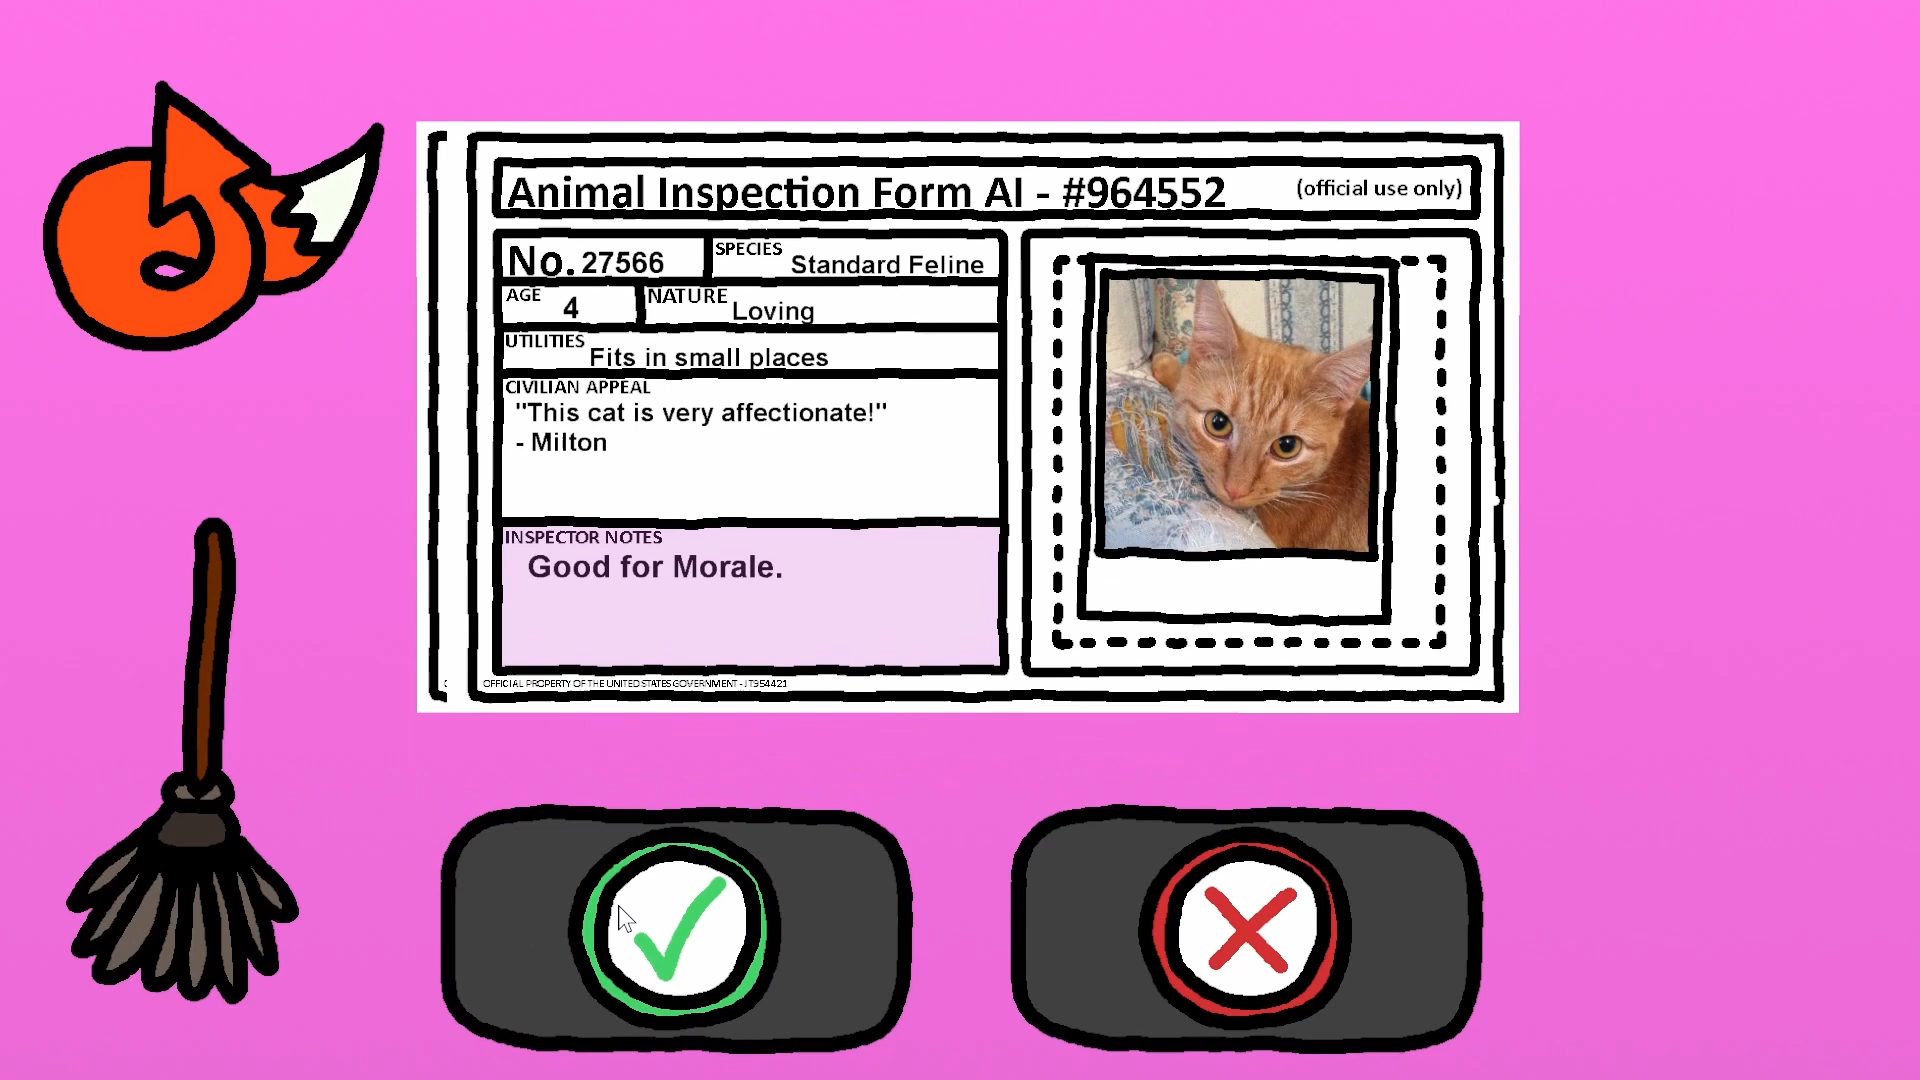 Animal Inspection Form AI - #964552
(official use only)
No. 27566
SPECIES Standard Feline
AGE 4
NATURE Loving
UTILITIES Fits in small places
CIVILIAN APPEAL
"This cat is very affectionate!"
- Milton
INSPECTOR NOTES
Good for Morale.
OFFICIAL PROPERTY OF THE UNITED STATES GOVERNMENT - JT954421